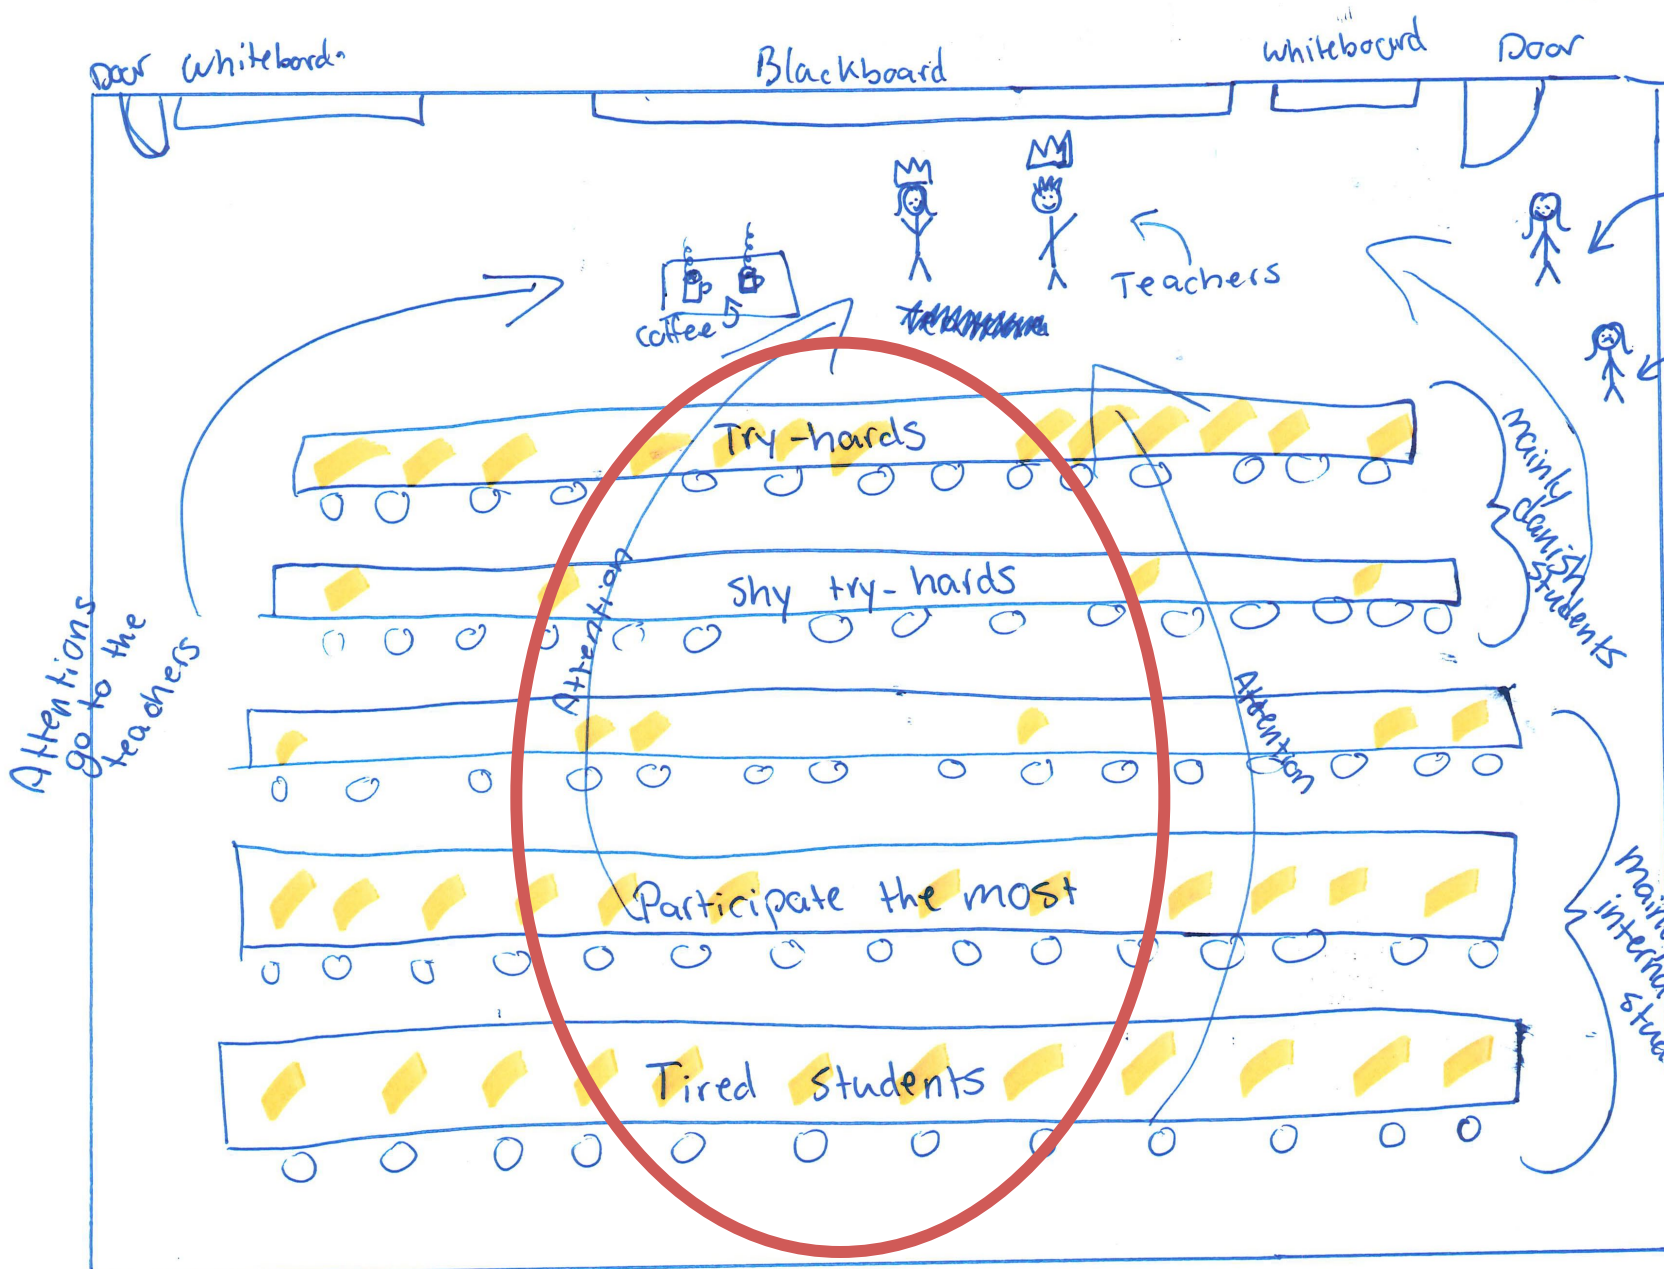 Door
Whiteboard
Blackboard
whiteboard
Door
Teachers
coffee
Try-hards
Shy try-hards
Attention
Attention
Participate the most
Tired students
Attentions
go to the
teachers
mainly
danish
students